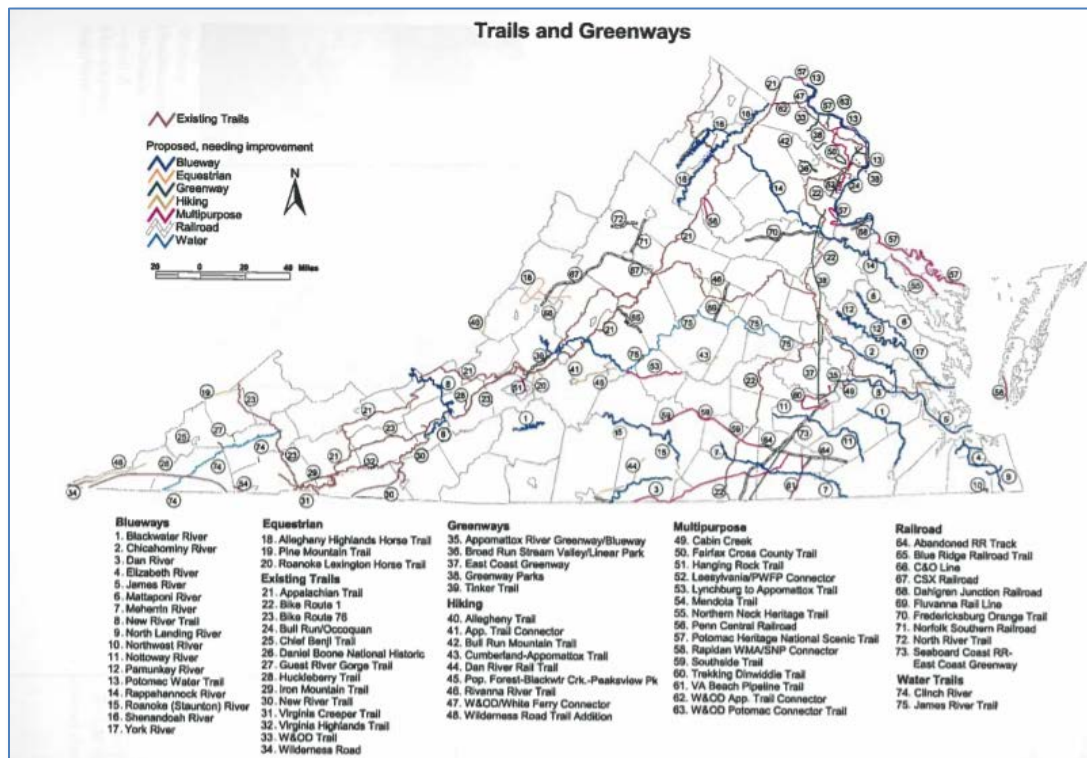 Trails and Greenways
Existing Trails
Proposed, needing improvement
Blueway
Equestrian
Greenway
Hiking
Multipurpose
Railroad
Water
N
20 0 20 40 Miles
Blueways
1. Blackwater River
2. Chicahominy River
3. Dan River
4. Elizabeth River
5. James River
6. Mattaponi River
7. Meherrin River
8. New River Trail
9. North Landing River
10. Northwest River
11. Nottoway River
12. Pamunkey River
13. Potomac Water Trail
14. Rappahannock River
15. Roanoke (Staunton) River
16. Shenandoah River
17. York River
Equestrian
18. Alleghany Highlands Horse Trail
19. Pine Mountain Trail
20. Roanoke Lexington Horse Trail
Existing Trails
21. Appalachian Trail
22. Bike Route 1
23. Bike Route 76
24. Bull Run/Occoquan
25. Chief Benji Trail
26. Daniel Boone National Historic
27. Guest River Gorge Trail
28. Huckleberry Trail
29. Iron Mountain Trail
30. New River Trail
31. Virginia Creeper Trail
32. Virginia Highlands Trail
33. W&OD Trail
34. Wilderness Road
Greenways
35. Appomattox River Greenway/Blueway
36. Broad Run Stream Valley/Linear Park
37. East Coast Greenway
38. Greenway Parks
39. Tinker Trail
Hiking
40. Allegheny Trail
41. App. Trail Connector
42. Bull Run Mountain Trail
43. Cumberland-Appomattox Trail
44. Dan River Rail Trail
45. Pop. Forest-Blackwtr Crk.-Peaksview Pk
46. Rivanna River Trail
47. W&OD/White Ferry Connector
48. Wilderness Road Trail Addition
Multipurpose
49. Cabin Creek
50. Fairfax Cross County Trail
51. Hanging Rock Trail
52. Leesylvania/PWFP Connector
53. Lynchburg to Appomattox Trail
54. Mendota Trail
55. Northern Neck Heritage Trail
56. Penn Central Railroad
57. Potomac Heritage National Scenic Trail
58. Rapidan WMA/SNP Connector
59. Southside Trail
60. Trekking Dinwiddie Trail
61. VA Beach Pipeline Trail
62. W&OD App. Trail Connector
63. W&OD Potomac Connector Trail
Railroad
64. Abandoned RR Track
65. Blue Ridge Railroad Trail
66. C&O Line
67. CSX Railroad
68. Dahlgren Junction Railroad
69. Fluvanna Rail Line
70. Fredericksburg Orange Trail
71. Norfolk Southern Railroad
72. North River Trail
73. Seaboard Coast RR-
East Coast Greenway
Water Trails
74. Clinch River
75. James River Trail